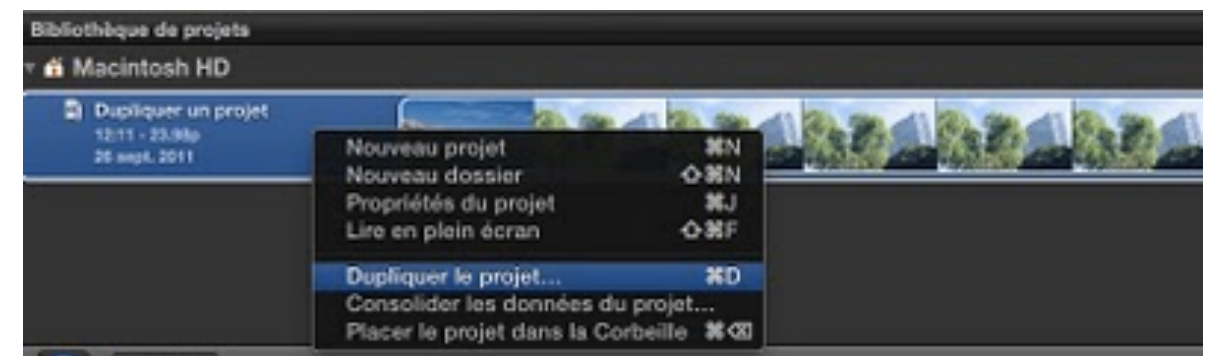 Bibliothèque de projets
Macintosh HD
Dupliquer un projet
12:11 - 23.98p
26 sept. 2011
Nouveau projet ⌘N
Nouveau dossier ⇧⌘N
Propriétés du projet ⌘J
Lire en plein écran ⇧⌘F
Dupliquer le projet... ⌘D
Consolider les données du projet...
Placer le projet dans la Corbeille ⌘⌫